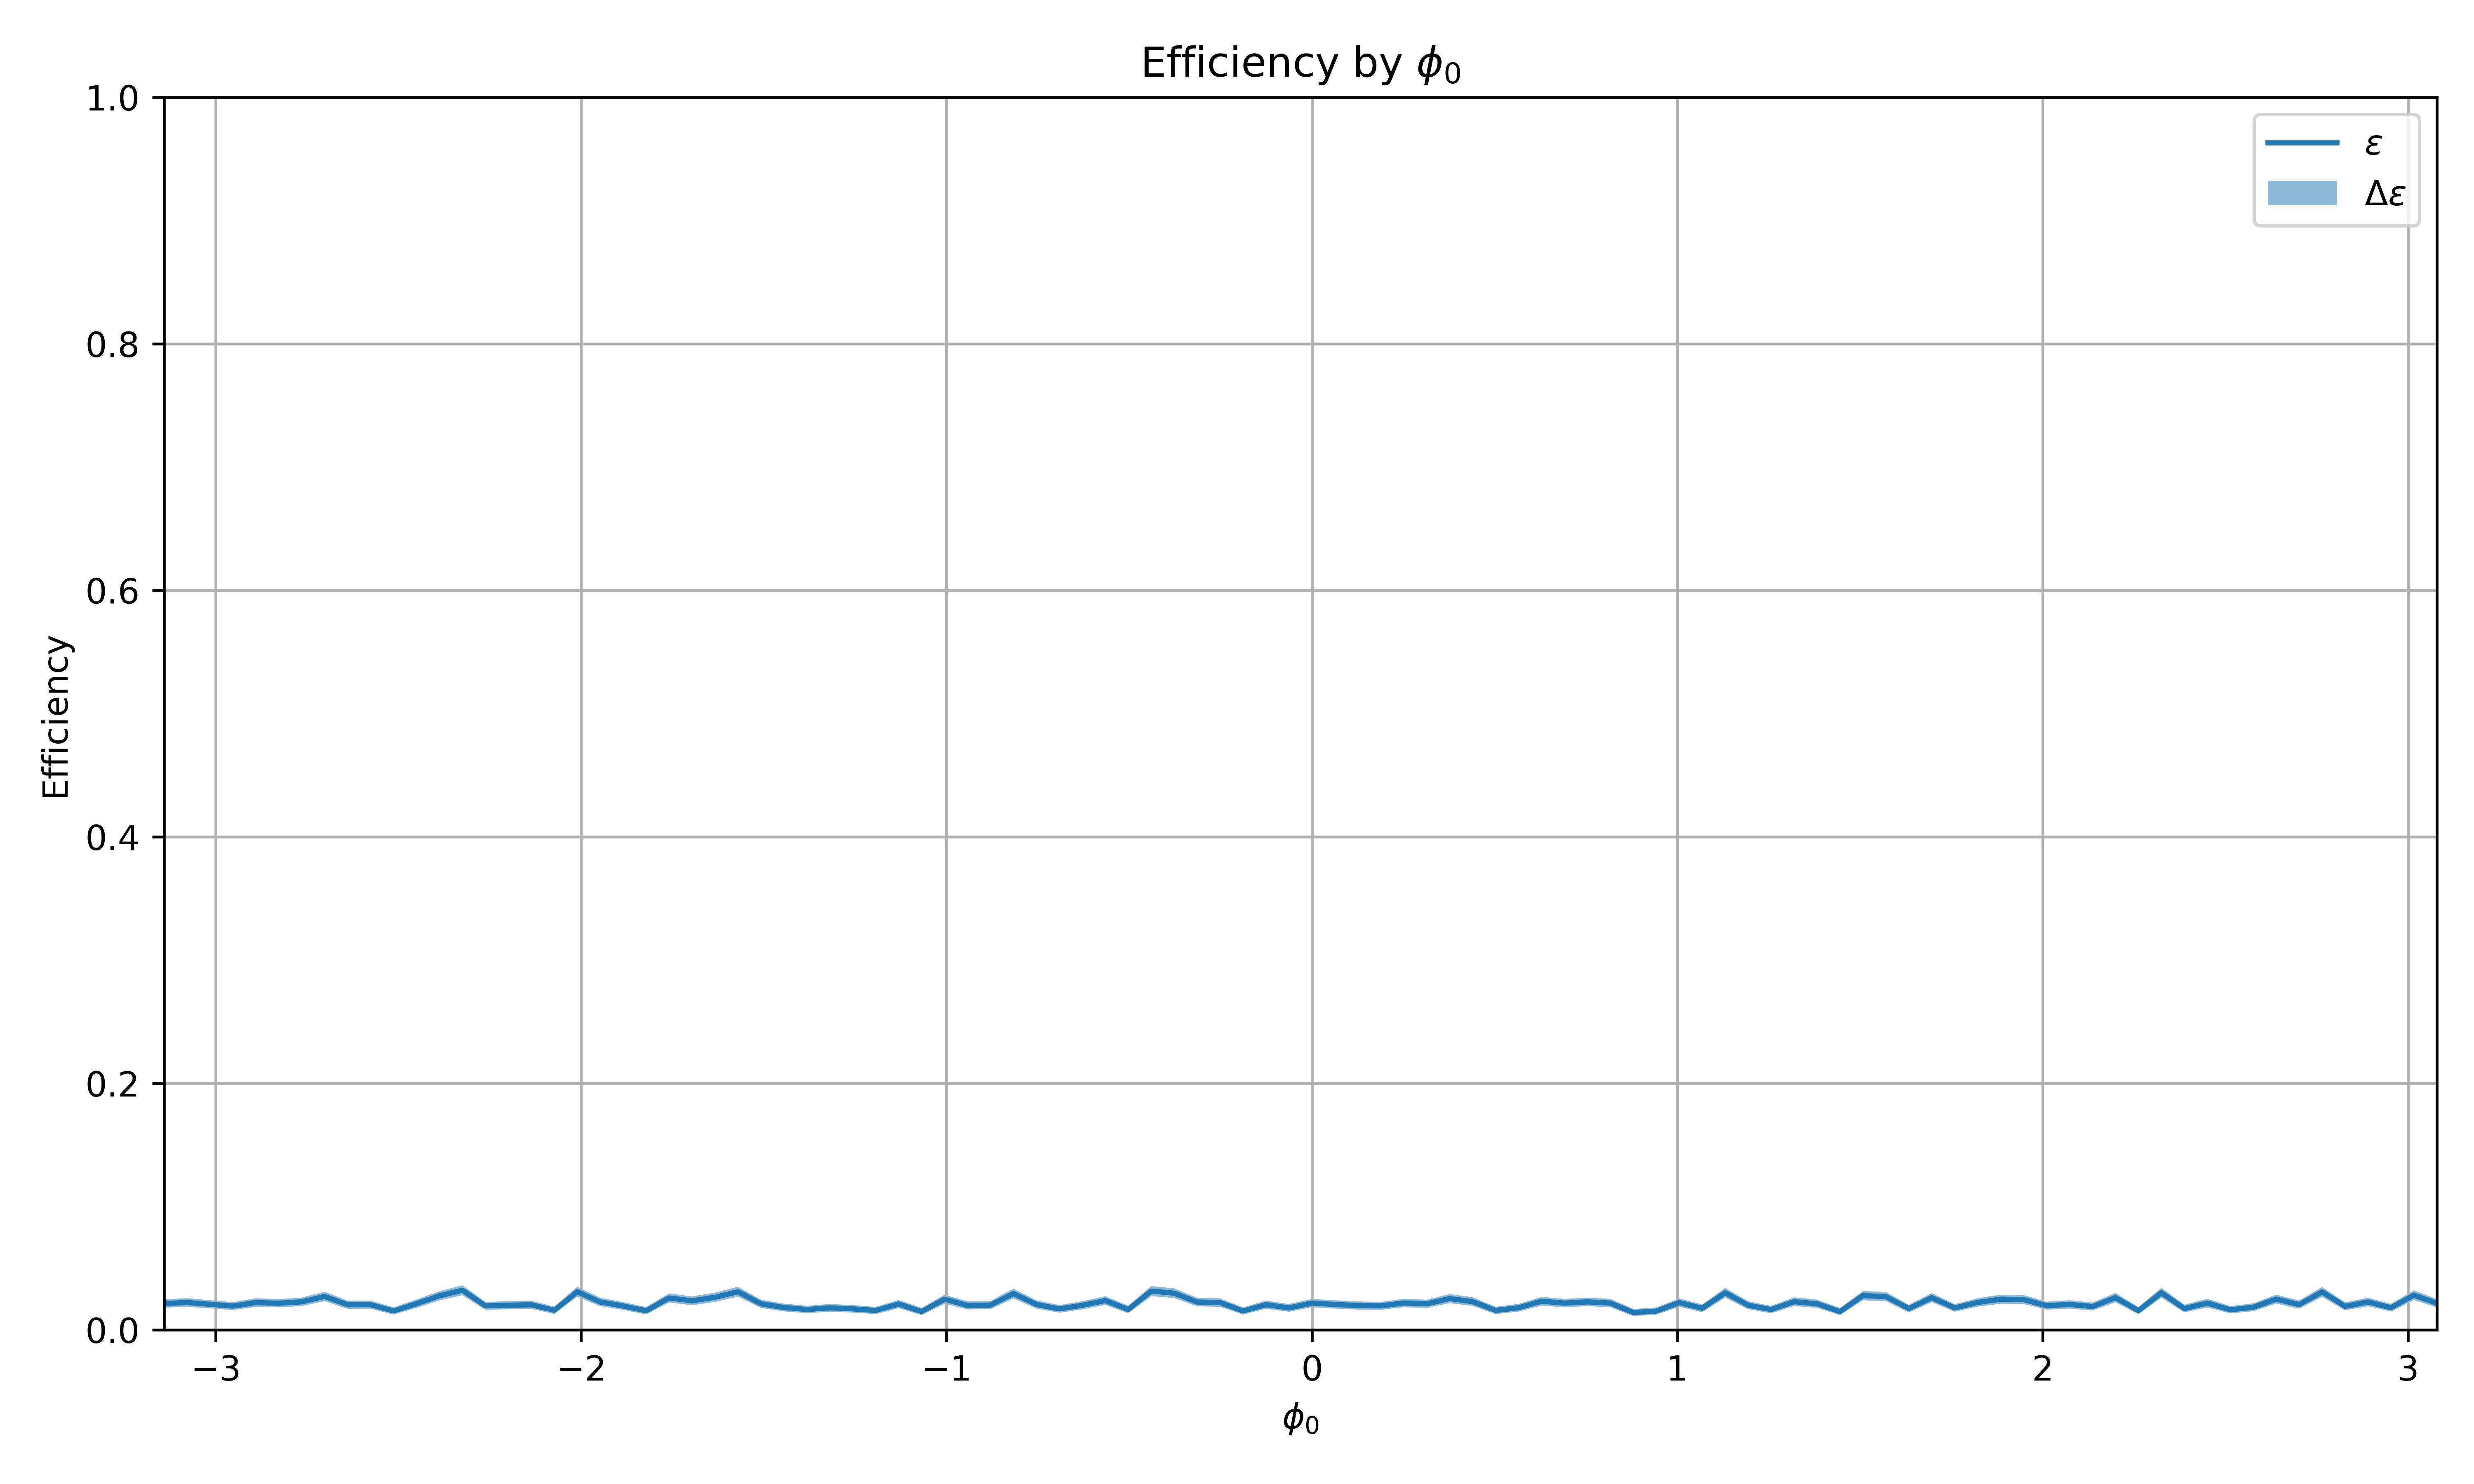 Efficiency by ϕ₀
1.0
0.8
0.6
0.4
0.2
0.0
Efficiency
ε
Δε
−3
−2
−1
0
1
2
3
ϕ₀